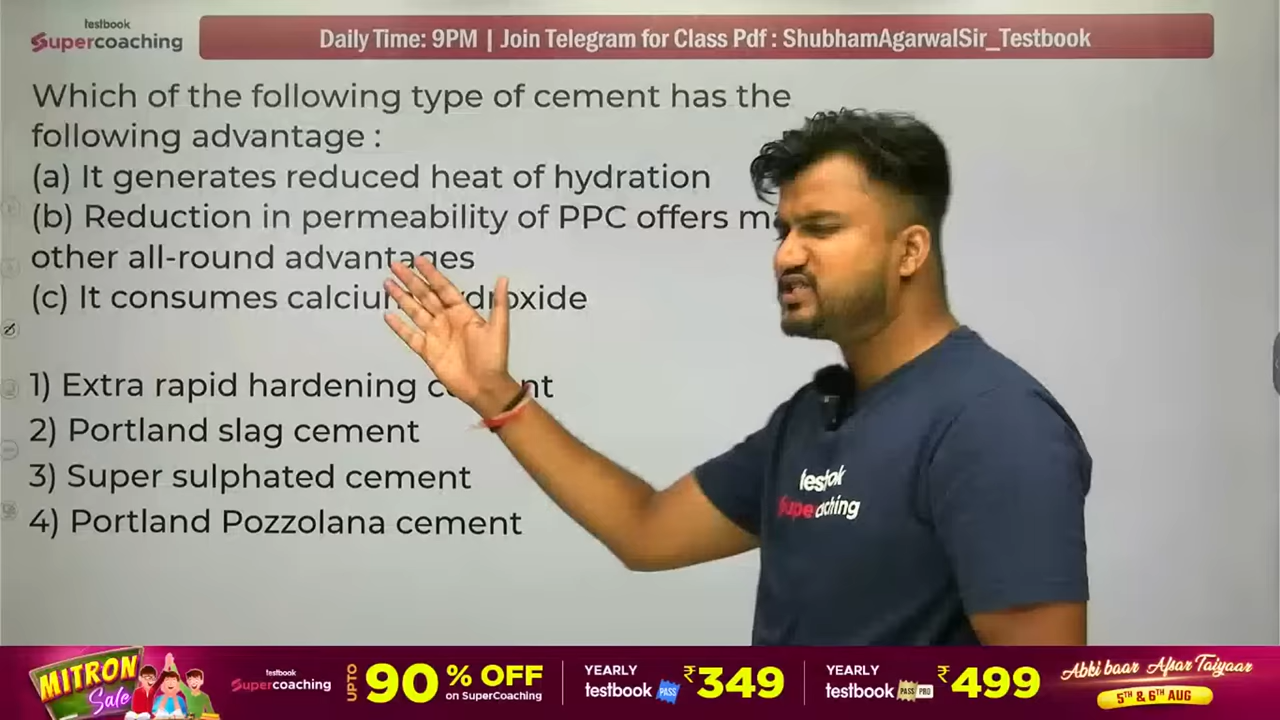 testbook
Supercoaching
Daily Time: 9PM | Join Telegram for Class Pdf : ShubhamAgarwalSir_Testbook
Which of the following type of cement has the
following advantage :
(a) It generates reduced heat of hydration
(b) Reduction in permeability of PPC offers
other all-round advantages
(c) It consumes calcium hydroxide
1) Extra rapid hardening cement
2) Portland slag cement
3) Super sulphated cement
4) Portland Pozzolana cement
testbook
Supercoaching
MITRON
Sale
testbook
Supercoaching
UPTO 90% OFF
on SuperCoaching
YEARLY
testbook PASS
₹349
YEARLY
testbook PASS PRO
₹499
Abki baar Afsar Taiyaar
5TH & 6TH AUG